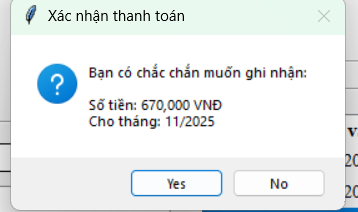 Xác nhận thanh toán
Bạn có chắc chắn muốn ghi nhận:
Số tiền: 670,000 VNĐ
Cho tháng: 11/2025
Yes
No